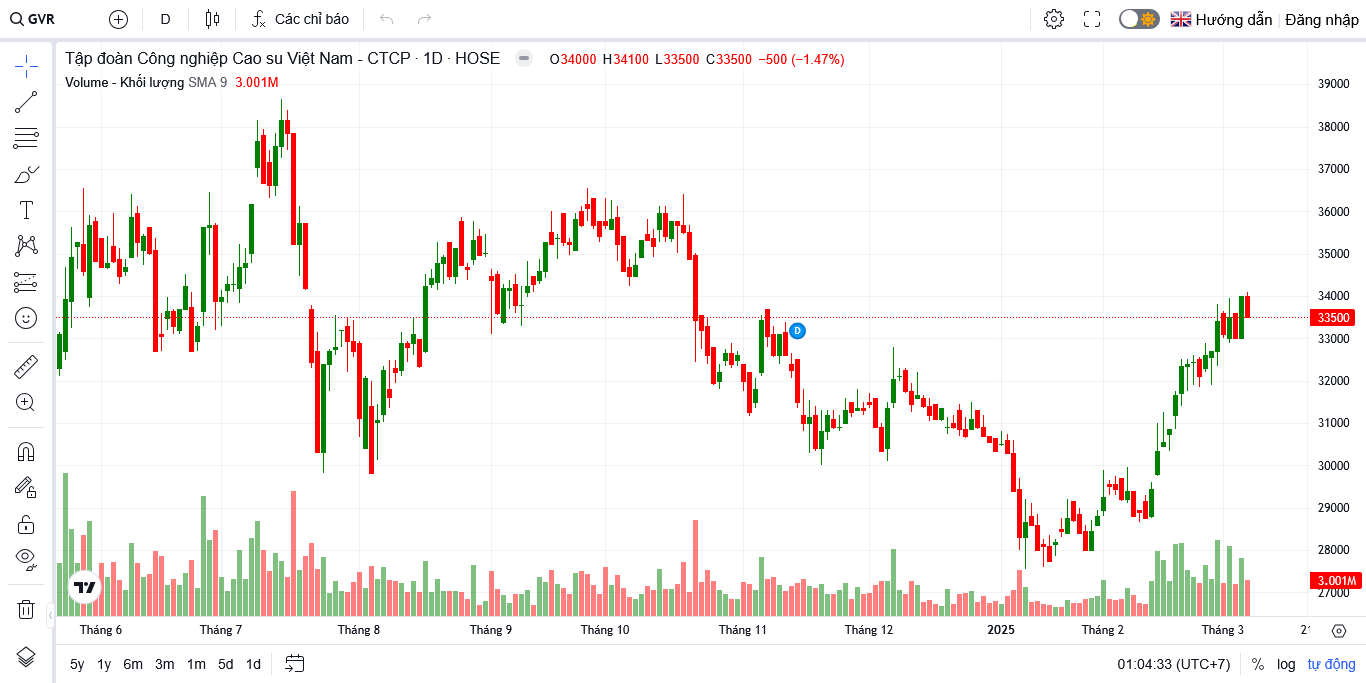 GVR D Các chỉ báo Hướng dẫn Đăng nhập
Tập đoàn Công nghiệp Cao su Việt Nam - CTCP · 1D · HOSE O34000 H34100 L33500 C33500 −500 (−1.47%)
Volume - Khối lượng SMA 9 3.001M
39000
38000
37000
36000
35000
34000
33500
33000
32000
31000
30000
29000
28000
3.001M
27000
D
Tháng 6 Tháng 7 Tháng 8 Tháng 9 Tháng 10 Tháng 11 Tháng 12 2025 Tháng 2 Tháng 3 21
5y 1y 6m 3m 1m 5d 1d 01:04:33 (UTC+7) % log tự động